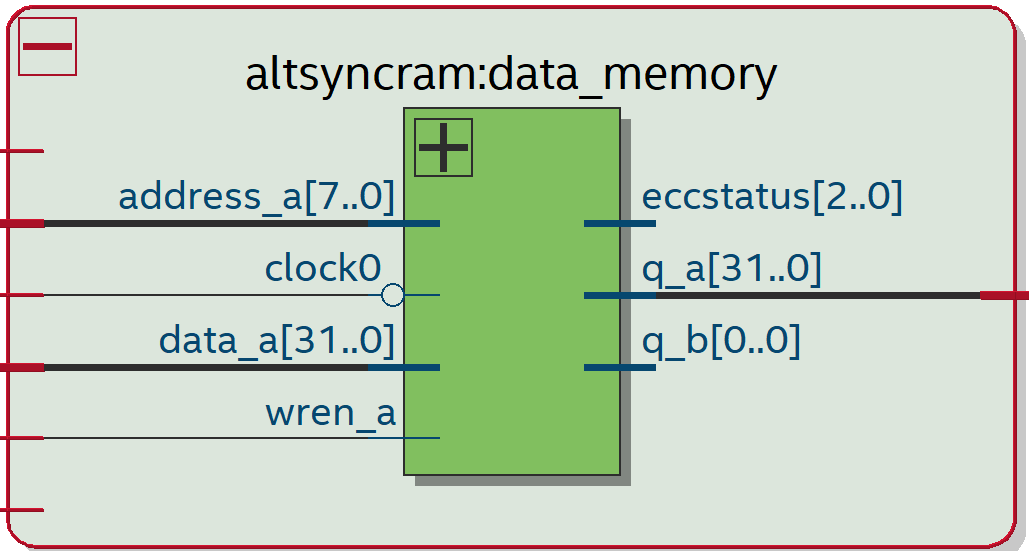 altsyncram:data_memory
address_a[7..0]
clock0
data_a[31..0]
wren_a
eccstatus[2..0]
q_a[31..0]
q_b[0..0]